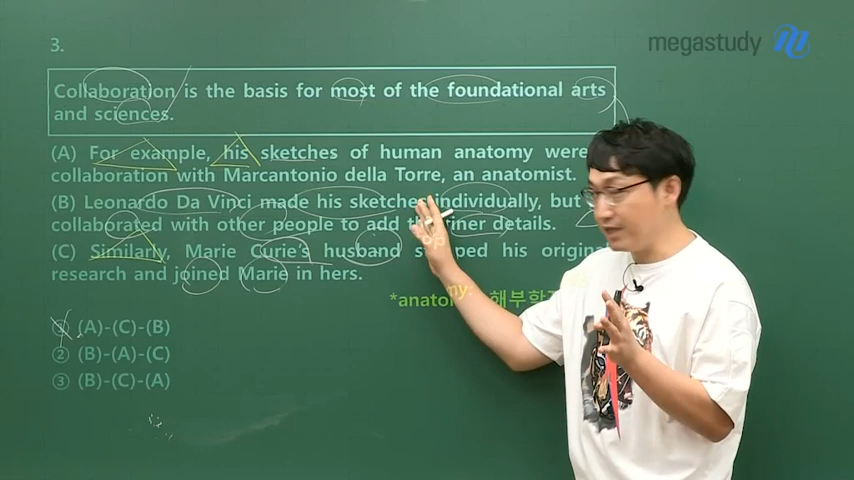 3.
megastudy
Collaboration is the basis for most of the foundational arts
and sciences.
(A) For example, his sketches of human anatomy were
collaboration with Marcantonio della Torre, an anatomist.
(B) Leonardo Da Vinci made his sketches individually, but
collaborated with other people to add the finer details.
(C) Similarly, Marie Curie's husband stopped his original
research and joined Marie in hers.
*anatomy: 해부학
① (A)-(C)-(B)
② (B)-(A)-(C)
③ (B)-(C)-(A)